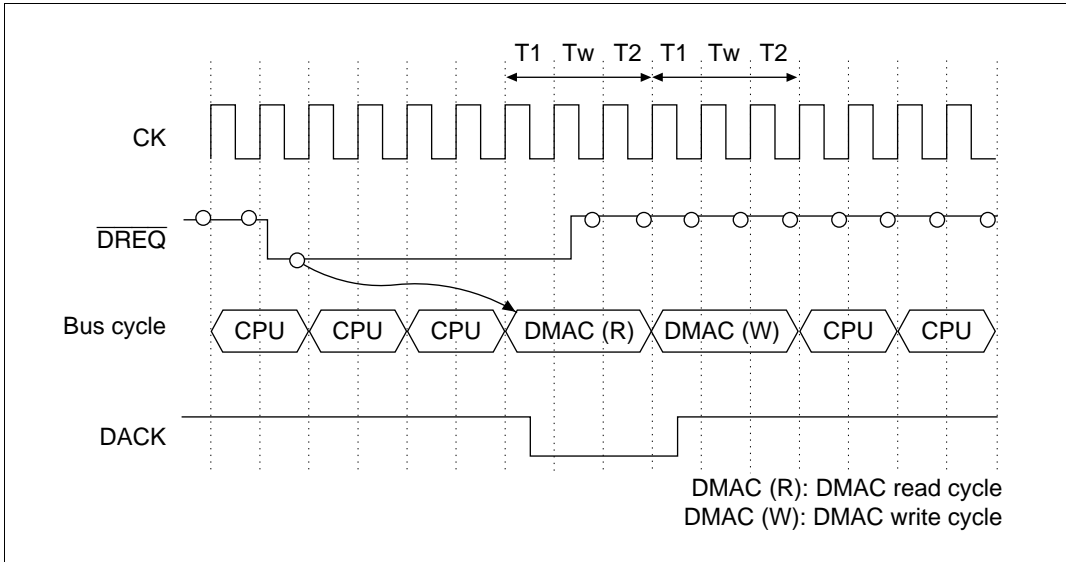 T1 Tw T2 T1 Tw T2
CK
DREQ
Bus cycle CPU CPU CPU DMAC (R) DMAC (W) CPU CPU
DACK
DMAC (R): DMAC read cycle
DMAC (W): DMAC write cycle